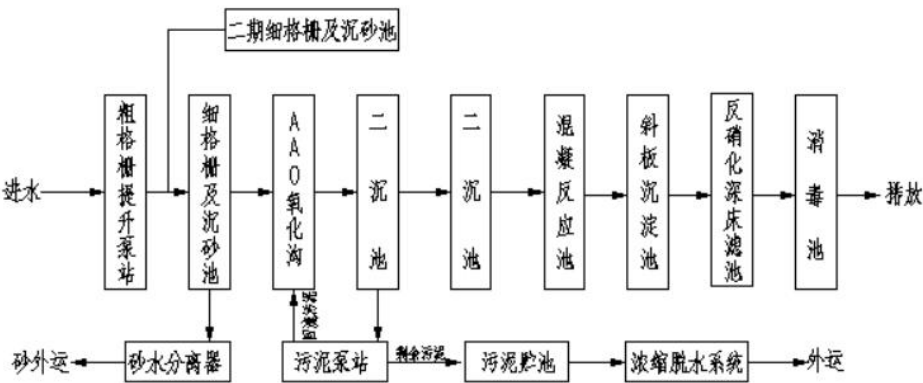 二期细格栅及沉砂池
进水
粗格栅提升泵站
细格栅及沉砂池
AAO氧化沟
二沉池
二沉池
混凝反应池
斜板沉淀池
反硝化深床滤池
消毒池
排放
回流污泥
砂外运
砂水分离器
污泥泵站
剩余污泥
污泥贮池
浓缩脱水系统
外运